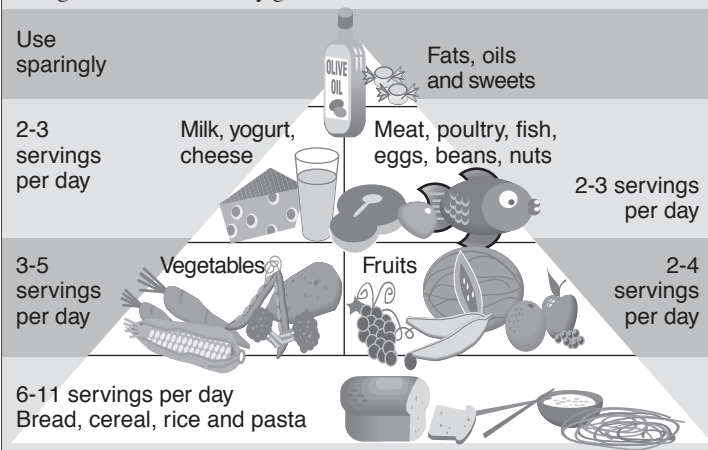 Use
sparingly
OLIVE
OIL
Fats, oils
and sweets
2-3
servings
per day
Milk, yogurt,
cheese
Meat, poultry, fish,
eggs, beans, nuts
2-3 servings
per day
3-5
servings
per day
Vegetables
Fruits
2-4
servings
per day
6-11 servings per day
Bread, cereal, rice and pasta